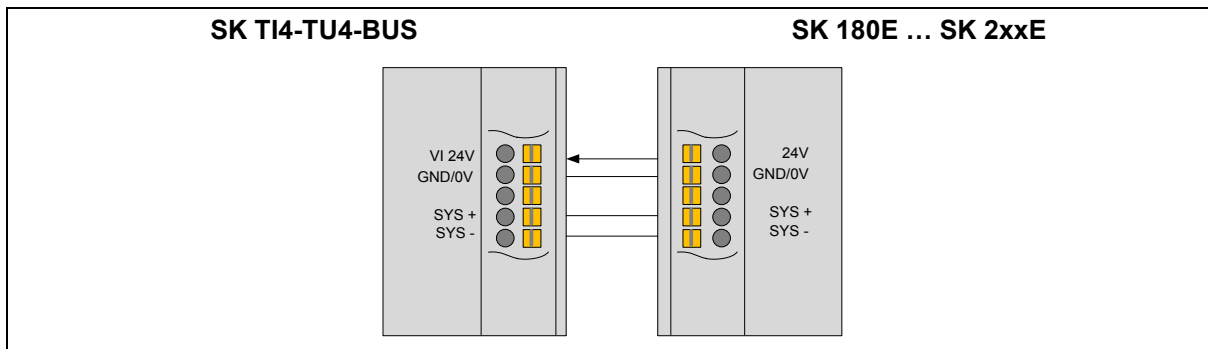 SK TI4-TU4-BUS
SK 180E … SK 2xxE
VI 24V
GND/0V
SYS +
SYS -
24V
GND/0V
SYS +
SYS -